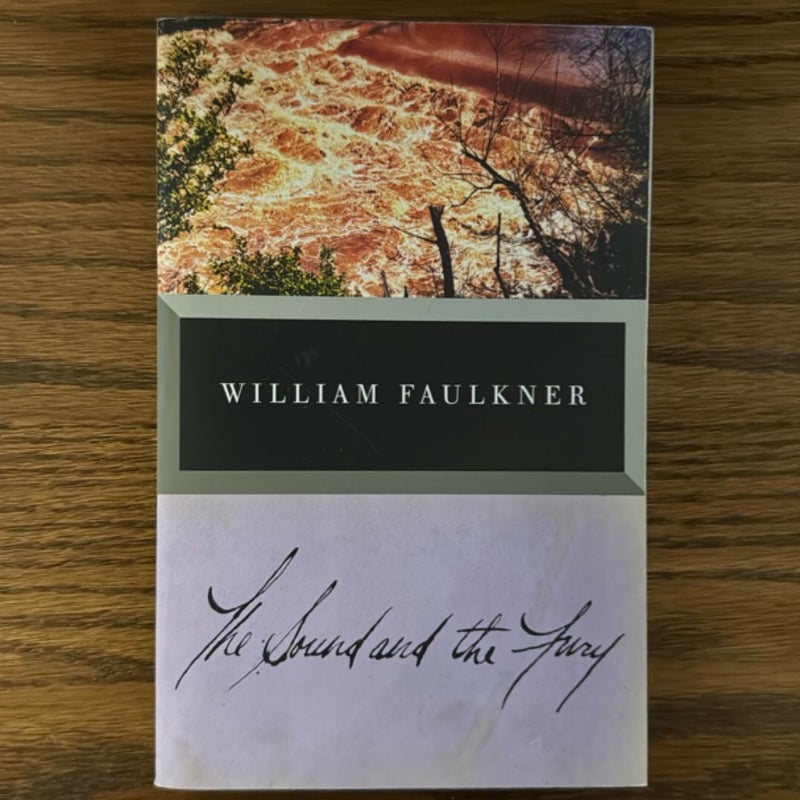 WILLIAM FAULKNER
The Sound and the Fury